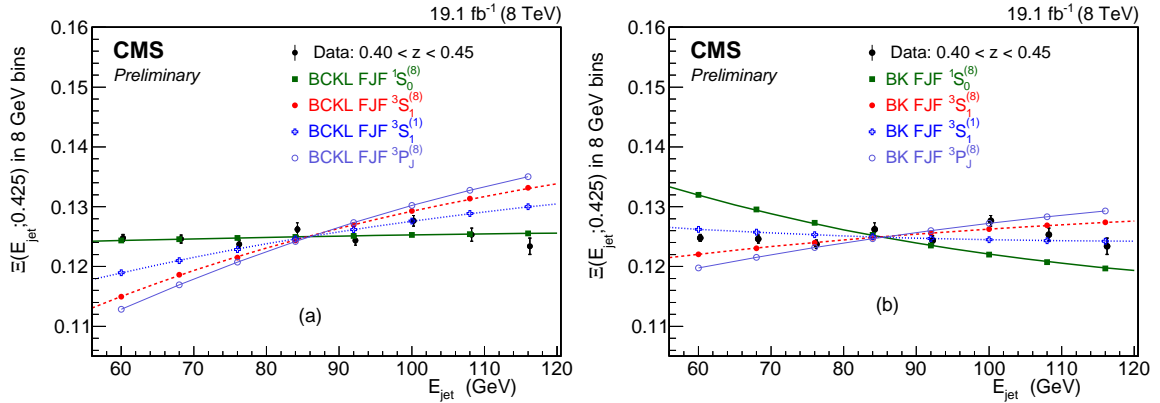 19.1 fb⁻¹ (8 TeV)
CMS
Preliminary
Data: 0.40 < z < 0.45
BCKL FJF ¹S₀⁽⁸⁾
BCKL FJF ³S₁⁽⁸⁾
BCKL FJF ³S₁⁽¹⁾
BCKL FJF ³P_J⁽⁸⁾
Ξ(E_jet;0.425) in 8 GeV bins
0.16
0.15
0.14
0.13
0.12
0.11
(a)
60 70 80 90 100 110 120
E_jet (GeV)
19.1 fb⁻¹ (8 TeV)
CMS
Preliminary
Data: 0.40 < z < 0.45
BK FJF ¹S₀⁽⁸⁾
BK FJF ³S₁⁽⁸⁾
BK FJF ³S₁⁽¹⁾
BK FJF ³P_J⁽⁸⁾
Ξ(E_jet;0.425) in 8 GeV bins
0.16
0.15
0.14
0.13
0.12
0.11
(b)
60 70 80 90 100 110 120
E_jet (GeV)